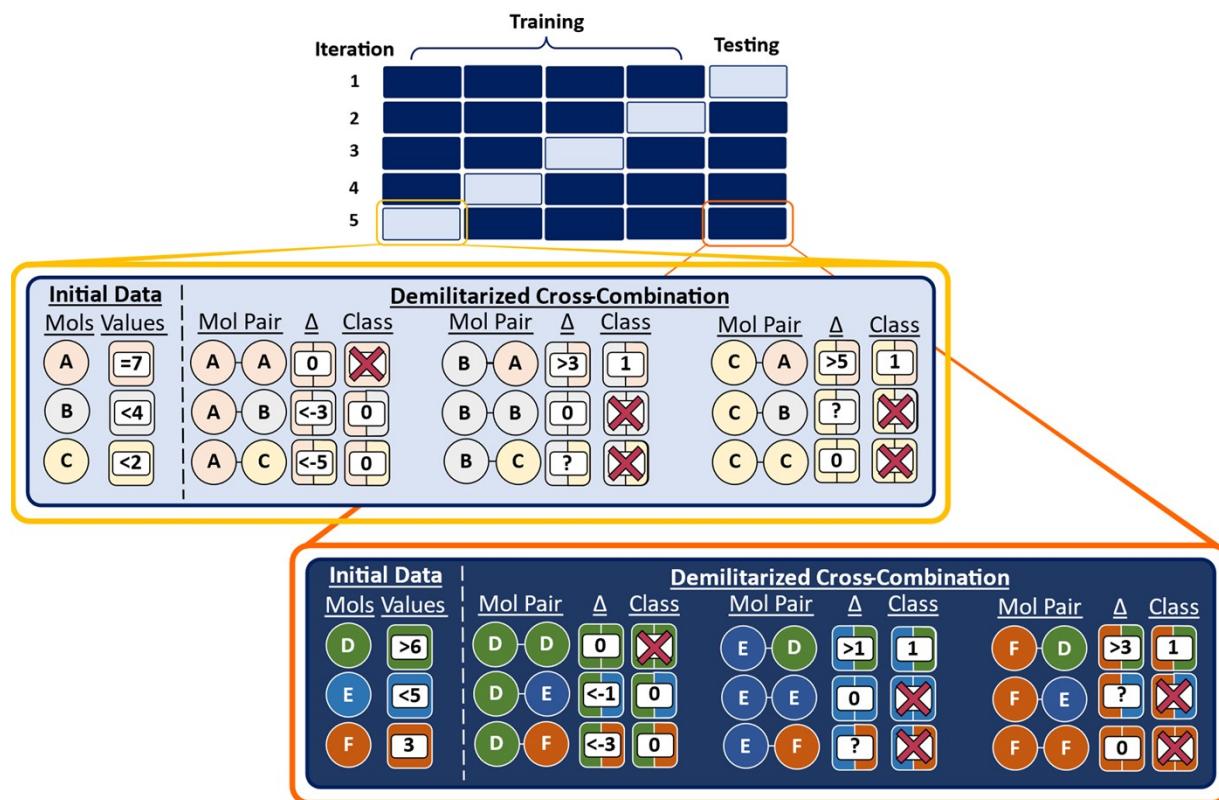 Training
Iteration Testing
1
2
3
4
5
Initial Data Demilitarized Cross-Combination
Mols Values Mol Pair Δ Class Mol Pair Δ Class Mol Pair Δ Class
A =7 A A 0 B A >3 1 C A >5 1
B <4 A B <-3 0 B B 0 C B ?
C <2 A C <-5 0 B C ? C C 0
Initial Data Demilitarized Cross-Combination
Mols Values Mol Pair Δ Class Mol Pair Δ Class Mol Pair Δ Class
D >6 D D 0 E D >1 1 F D >3 1
E <5 D E <-1 0 E E 0 F E ?
F 3 D F <-3 0 E F ? F F 0